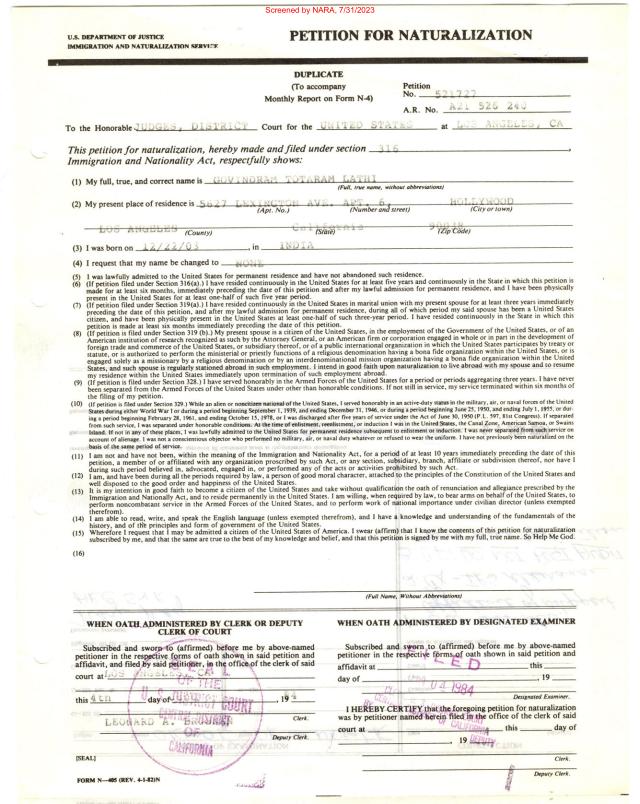 Screened by NARA, 7/31/2023
U.S. DEPARTMENT OF JUSTICE
IMMIGRATION AND NATURALIZATION SERVICE
PETITION FOR NATURALIZATION
DUPLICATE
(To accompany
Monthly Report on Form N-4)
Petition
No. 521727
A.R. No. A21 526 240
To the Honorable JUDGES, DISTRICT Court for the UNITED STATES at LOS ANGELES, CA
This petition for naturalization, hereby made and filed under section 316,
Immigration and Nationality Act, respectfully shows:
(1) My full, true, and correct name is GOVINDRAM TOTARAM LATHI
(Full, true name, without abbreviations)
(2) My present place of residence is 5627 LEXINGTON AVE. APT. 6, HOLLYWOOD
(Apt. No.) (Number and street) (City or town)
LOS ANGELES California
(County) (State) (Zip Code)
(3) I was born on 12/22/03, in INDIA
(4) I request that my name be changed to NONE
(5) I was lawfully admitted to the United States for permanent residence and have not abandoned such residence.
(6) (If petition filed under Section 316(a).) I have resided continuously in the United States for at least five years and continuously in the State in which this petition is
made for at least six months, immediately preceding the date of this petition and after my lawful admission for permanent residence, and I have been physically
present in the United States for at least one-half of such five year period.
(7) (If petition filed under Section 319(a).) I have resided continuously in the United States in marital union with my present spouse for at least three years immediately
preceding the date of this petition, and after my lawful admission for permanent residence, during all of which period my said spouse has been a United States
citizen, and have been physically present in the United States at least one-half of such three-year period. I have resided continuously in the State in which this
petition is made at least six months immediately preceding the date of this petition.
(8) (If petition is filed under Section 319 (b.) My present spouse is a citizen of the United States, in the employment of the Government of the United States, or of an
American institution of research recognized as such by the Attorney General, or an American firm or corporation engaged in whole or in part in the development of
foreign trade and commerce of the United States, or subsidiary thereof, or of a public international organization in which the United States participates by treaty or
statute, or is authorized to perform the ministerial or priestly functions of a religious denomination having a bona fide organization within the United States, or is
engaged solely as a missionary by a religious denomination or by an interdenominational mission organization having a bona fide organization within the United
States, and such spouse is regularly stationed abroad in such employment. I intend in good faith upon naturalization to live abroad with my spouse and to resume
my residence within the United States immediately upon termination of such employment abroad.
(9) (If petition filed under Section 328.) I have served honorably in the Armed Forces of the United States for a period or periods aggregating three years. I have never
been separated from the Armed Forces of the United States under other than honorable conditions. If not still in service, my service terminated within six months of
the filing of my petition.
(10) (If petition is filed under Section 329.) While an alien or noncitizen national of the United States, I served honorably in an active-duty status in the military, air, or naval forces of the United
States during either World War I or during a period beginning September 1, 1939, and ending December 31, 1946, or during a period beginning June 25, 1950, and ending July 1, 1955, or dur-
ing a period beginning February 28, 1961, and ending October 15, 1978, or I was discharged after five years of service under the Act of June 30, 1950 (P.L. 597, 81st Congress). If separated
from such service, I was separated under honorable conditions. At the time of enlistment, reenlistment, or induction I was in the United States, the Canal Zone, American Samoa, or Swains
Island. If not in any of these places, I was lawfully admitted to the United States for permanent residence subsequent to enlistment or induction. I was never separated from such service on
account of alienage. I was not a conscientious objector who performed no military, air, or naval duty whatever or refused to wear the uniform. I have not previously been naturalized on the
basis of the same period of service.
(11) I am not and have not been, within the meaning of the Immigration and Nationality Act, for a period of at least 10 years immediately preceding the date of this
petition, a member of or affiliated with any organization proscribed by such Act, or any section, subsidiary, branch, affiliate or subdivision thereof, nor have I
during such period believed in, advocated, engaged in, or performed any of the acts or activities prohibited by such Act.
(12) I am, and have been during all the periods required by law, a person of good moral character, attached to the principles of the Constitution of the United States and
well disposed to the good order and happiness of the United States.
(13) It is my intention in good faith to become a citizen of the United States and take without qualification the oath of renunciation and allegiance prescribed by the
Immigration and Nationality Act, and to reside permanently in the United States. I am willing, when required by law, to bear arms on behalf of the United States, to
perform noncombatant service in the Armed Forces of the United States, and to perform work of national importance under civilian director (unless exempted
therefrom).
(14) I am able to read, write, and speak the English language (unless exempted therefrom), and I have a knowledge and understanding of the fundamentals of the
history, and of the principles and form of government of the United States.
(15) Wherefore I request that I may be admitted a citizen of the United States of America. I swear (affirm) that I know the contents of this petition for naturalization
subscribed by me, and that the same are true to the best of my knowledge and belief, and that this petition is signed by me with my full, true name. So Help Me God.
(16)
(Full Name, Without Abbreviations)
WHEN OATH ADMINISTERED BY CLERK OR DEPUTY
CLERK OF COURT
Subscribed and sworn to (affirmed) before me by above-named
petitioner in the respective forms of oath shown in said petition and
affidavit, and filed by said petitioner, in the office of the clerk of said
court at LOS ANGELES, CAL
this 4th day of , 19
LEONARD A. BROSNAN
Clerk.
Deputy Clerk.
[SEAL]
OF THE
U. S. DISTRICT COURT
CENTRAL DISTRICT
OF
CALIFORNIA
FORM N—405 (REV. 4-1-82)N
WHEN OATH ADMINISTERED BY DESIGNATED EXAMINER
Subscribed and sworn to (affirmed) before me by above-named
petitioner in the respective forms of oath shown in said petition and
affidavit at this
day of , 19
FILED
04 1984
Designated Examiner.
I HEREBY CERTIFY that the foregoing petition for naturalization
was by petitioner named herein filed in the office of the clerk of said
court at this day of
, 19
DEPUTY
Clerk.
Deputy Clerk.